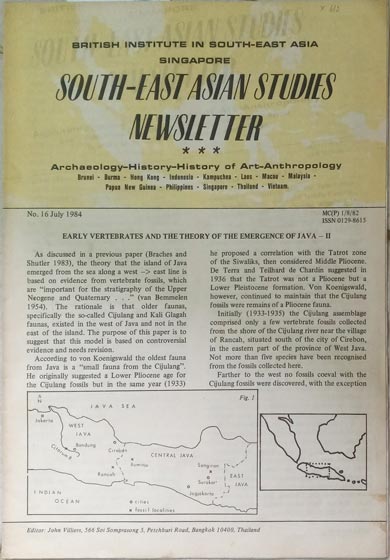 BRITISH INSTITUTE IN SOUTH-EAST ASIA
SINGAPORE
SOUTH-EAST ASIAN STUDIES
NEWSLETTER
* * *
Archaeology-History-History of Art-Anthropology
Brunei - Burma - Hong Kong - Indonesia - Kampuchea - Laos - Macau - Malaysia -
Papua New Guinea - Philippines - Singapore - Thailand - Vietnam.
No. 16 July 1984
MC(P) 1/8/82
ISSN 0129-8615
EARLY VERTEBRATES AND THE THEORY OF THE EMERGENCE OF JAVA – II
As discussed in a previous paper (Braches and
Shutler 1983), the theory that the island of Java
emerged from the sea along a west –> east line is
based on evidence from vertebrate fossils, which
are "important for the stratigraphy of the Upper
Neogene and Quaternary . . ." (van Bemmelen
1954). The rationale is that older faunas,
specifically the so-called Cijulang and Kali Glagah
faunas, existed in the west of Java and not in the
east of the island. The purpose of this paper is to
suggest that this model is based on controversial
evidence and needs revision.
According to von Koenigswald the oldest fauna
from Java is a "small fauna from the Cijulang".
He originally suggested a Lower Pliocene age for
the Cijulang fossils but in the same year (1933)
he proposed a correlation with the Tatrot zone
of the Siwaliks, then considered Middle Pliocene.
De Terra and Teilhard de Chardin suggested in
1936 that the Tatrot was not a Pliocene but a
Lower Pleistocene formation. Von Koenigswald,
however, continued to maintain that the Cijulang
fossils were remains of a Pliocene fauna.
Initially (1933-1935) the Cijulang assemblage
comprised only a few vertebrate fossils collected
from the shore of the Cijulang river near the village
of Rancah, situated south of the city of Cirebon,
in the eastern part of the province of West Java.
Not more than five species have been recognised
from the fossils collected here.
Farther to the west no fossils coeval with the
Cijulang fossils were discovered, with the exception
Fig. 1
N
JAVA SEA
Jakarta
WEST
JAVA
Bandung
Cirebon
CENTRAL JAVA
Bumiayu
Rancah
Sangiran
Surakarta
EAST
JAVA
Jogjakarta
INDIAN
OCEAN
cities
fossil localities
Editor: John Villiers, 566 Soi Somprasong 3, Petchburi Road, Bangkok 10400, Thailand